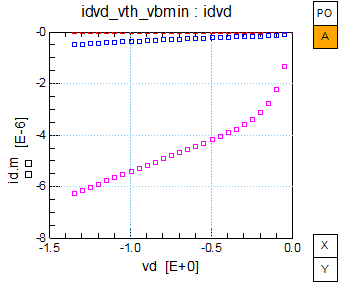 idvd_vth_vbmin : idvd
PO
A
-0
-2
-4
-6
-8
id.m [E-6]
-1.5
-1.0
-0.5
0.0
vd [E+0]
X
Y